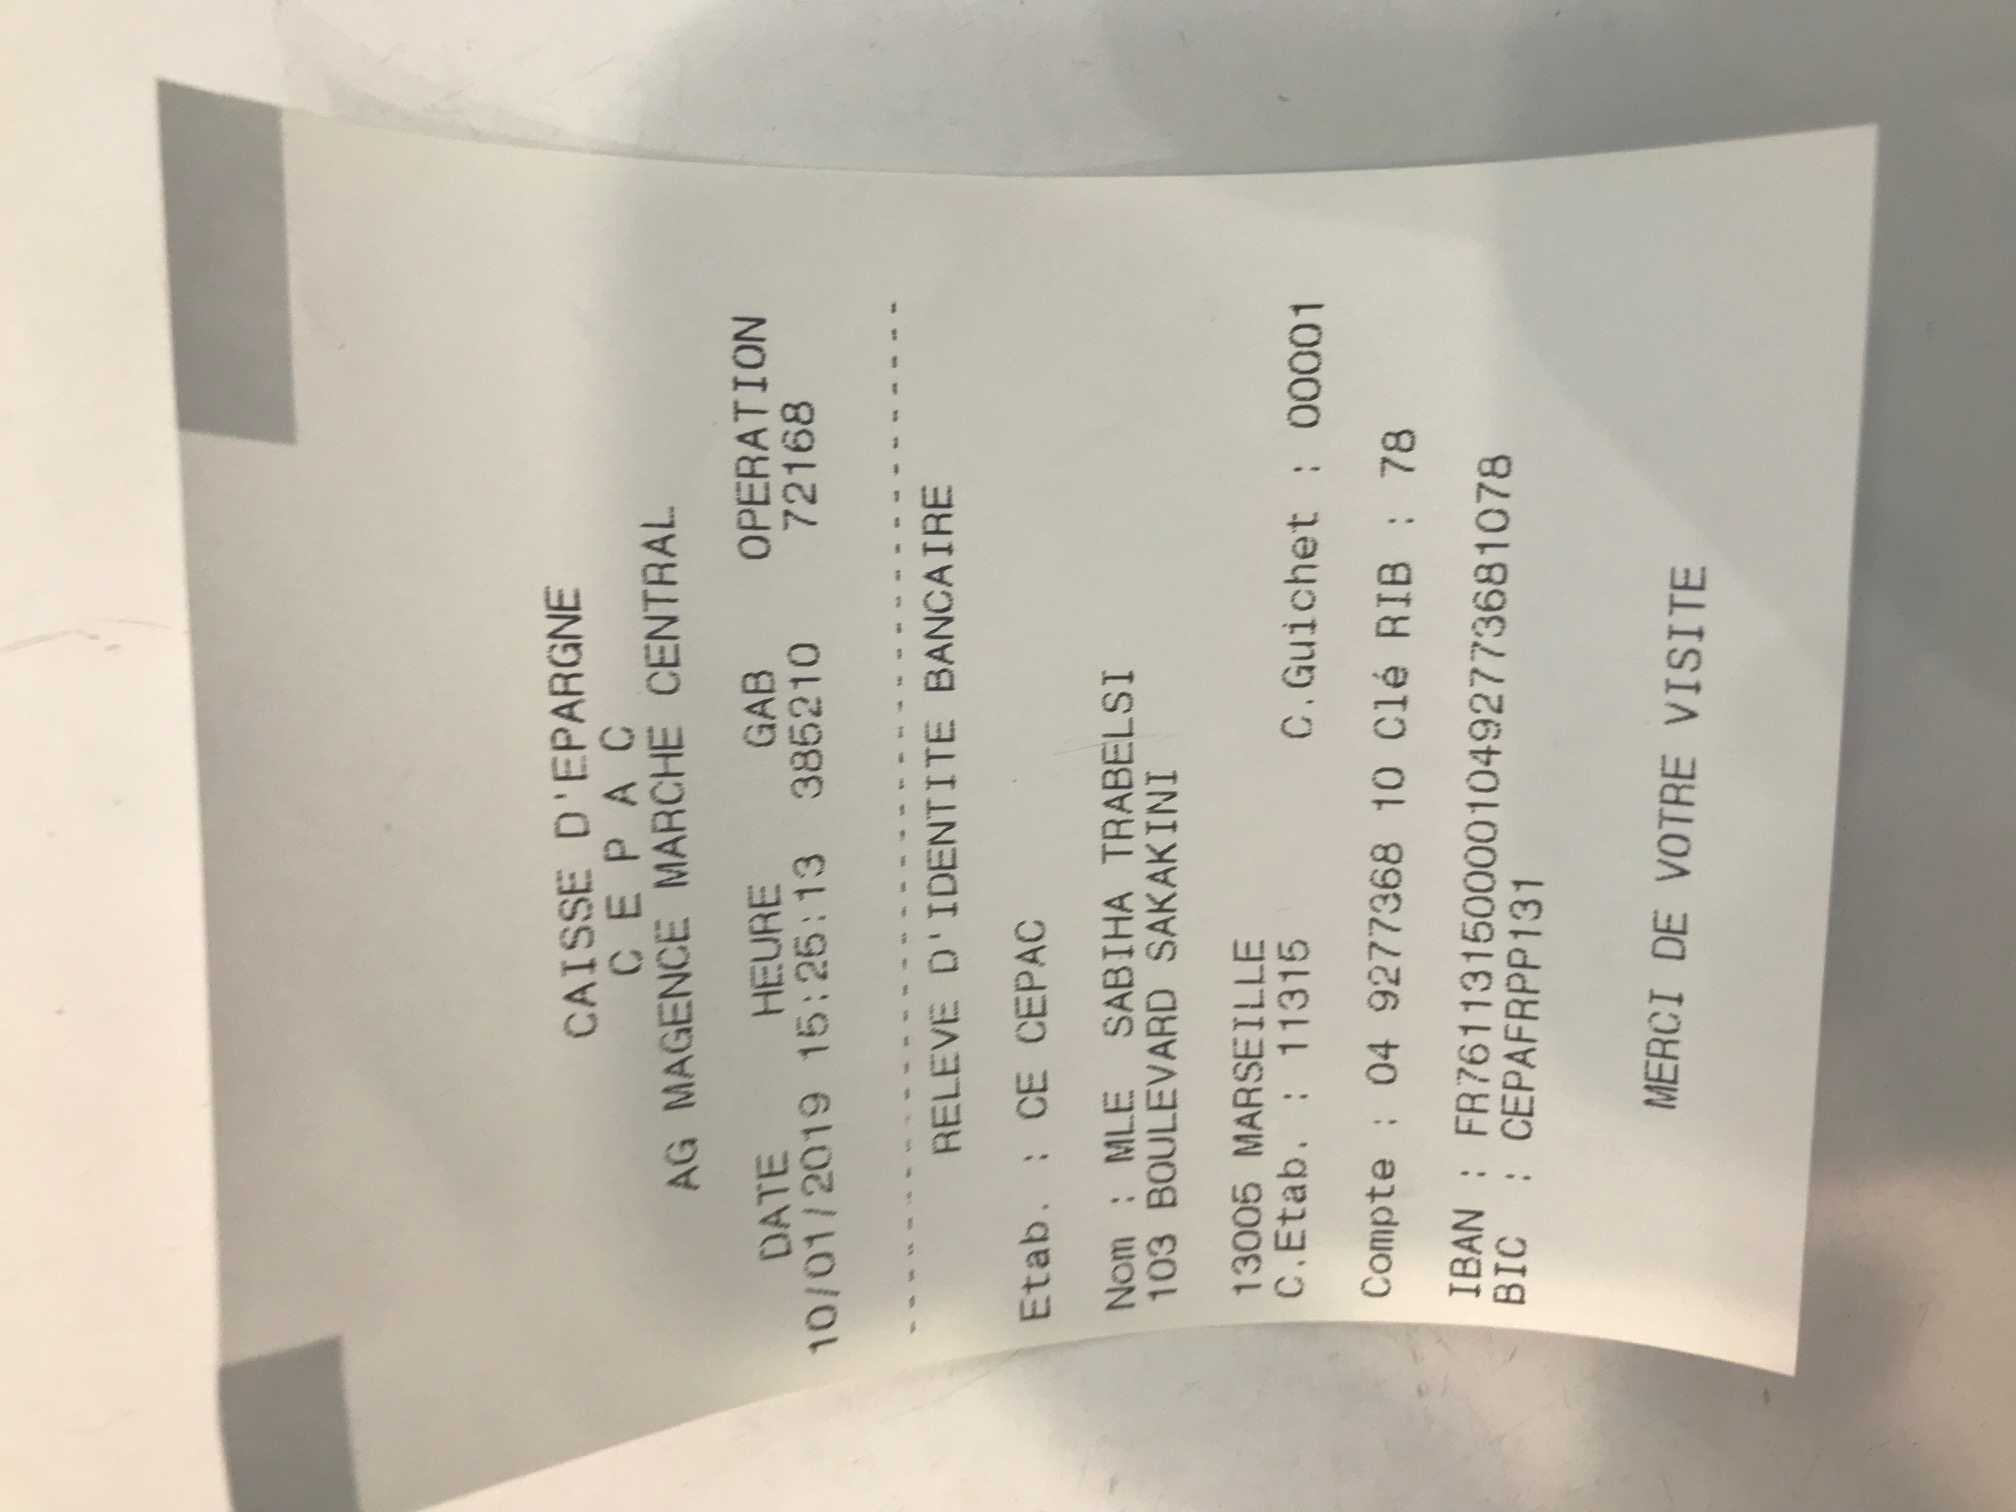 CAISSE D'EPARGNE
C E P A C
AG MAGENCE MARCHE CENTRAL
DATE HEURE GAB OPERATION
10/01/2019 15:25:13 385210 72168
RELEVE D'IDENTITE BANCAIRE
Etab. : CE CEPAC
Nom : MLE SABIHA TRABELSI
103 BOULEVARD SAKAKINI
13005 MARSEILLE
C.Etab. : 11315 C.Guichet : 00001
Compte : 04 9277368 10 Clé RIB : 78
IBAN : FR7611315000010492773681078
BIC : CEPAFRPP131
MERCI DE VOTRE VISITE